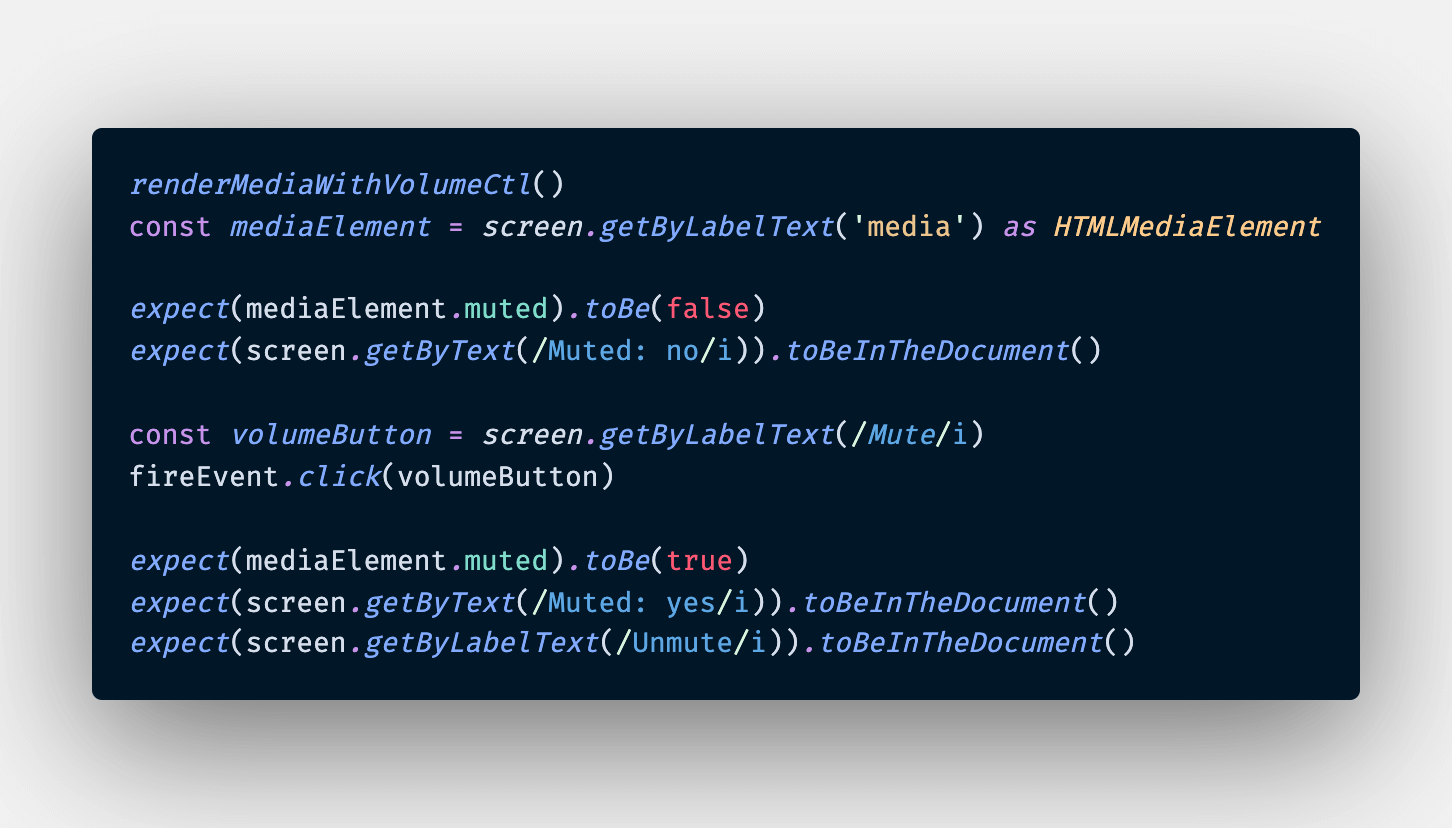 renderMediaWithVolumeCtl()
const mediaElement = screen.getByLabelText('media') as HTMLMediaElement
expect(mediaElement.muted).toBe(false)
expect(screen.getByText(/Muted: no/i)).toBeInTheDocument()
const volumeButton = screen.getByLabelText(/Mute/i)
fireEvent.click(volumeButton)
expect(mediaElement.muted).toBe(true)
expect(screen.getByText(/Muted: yes/i)).toBeInTheDocument()
expect(screen.getByLabelText(/Unmute/i)).toBeInTheDocument()